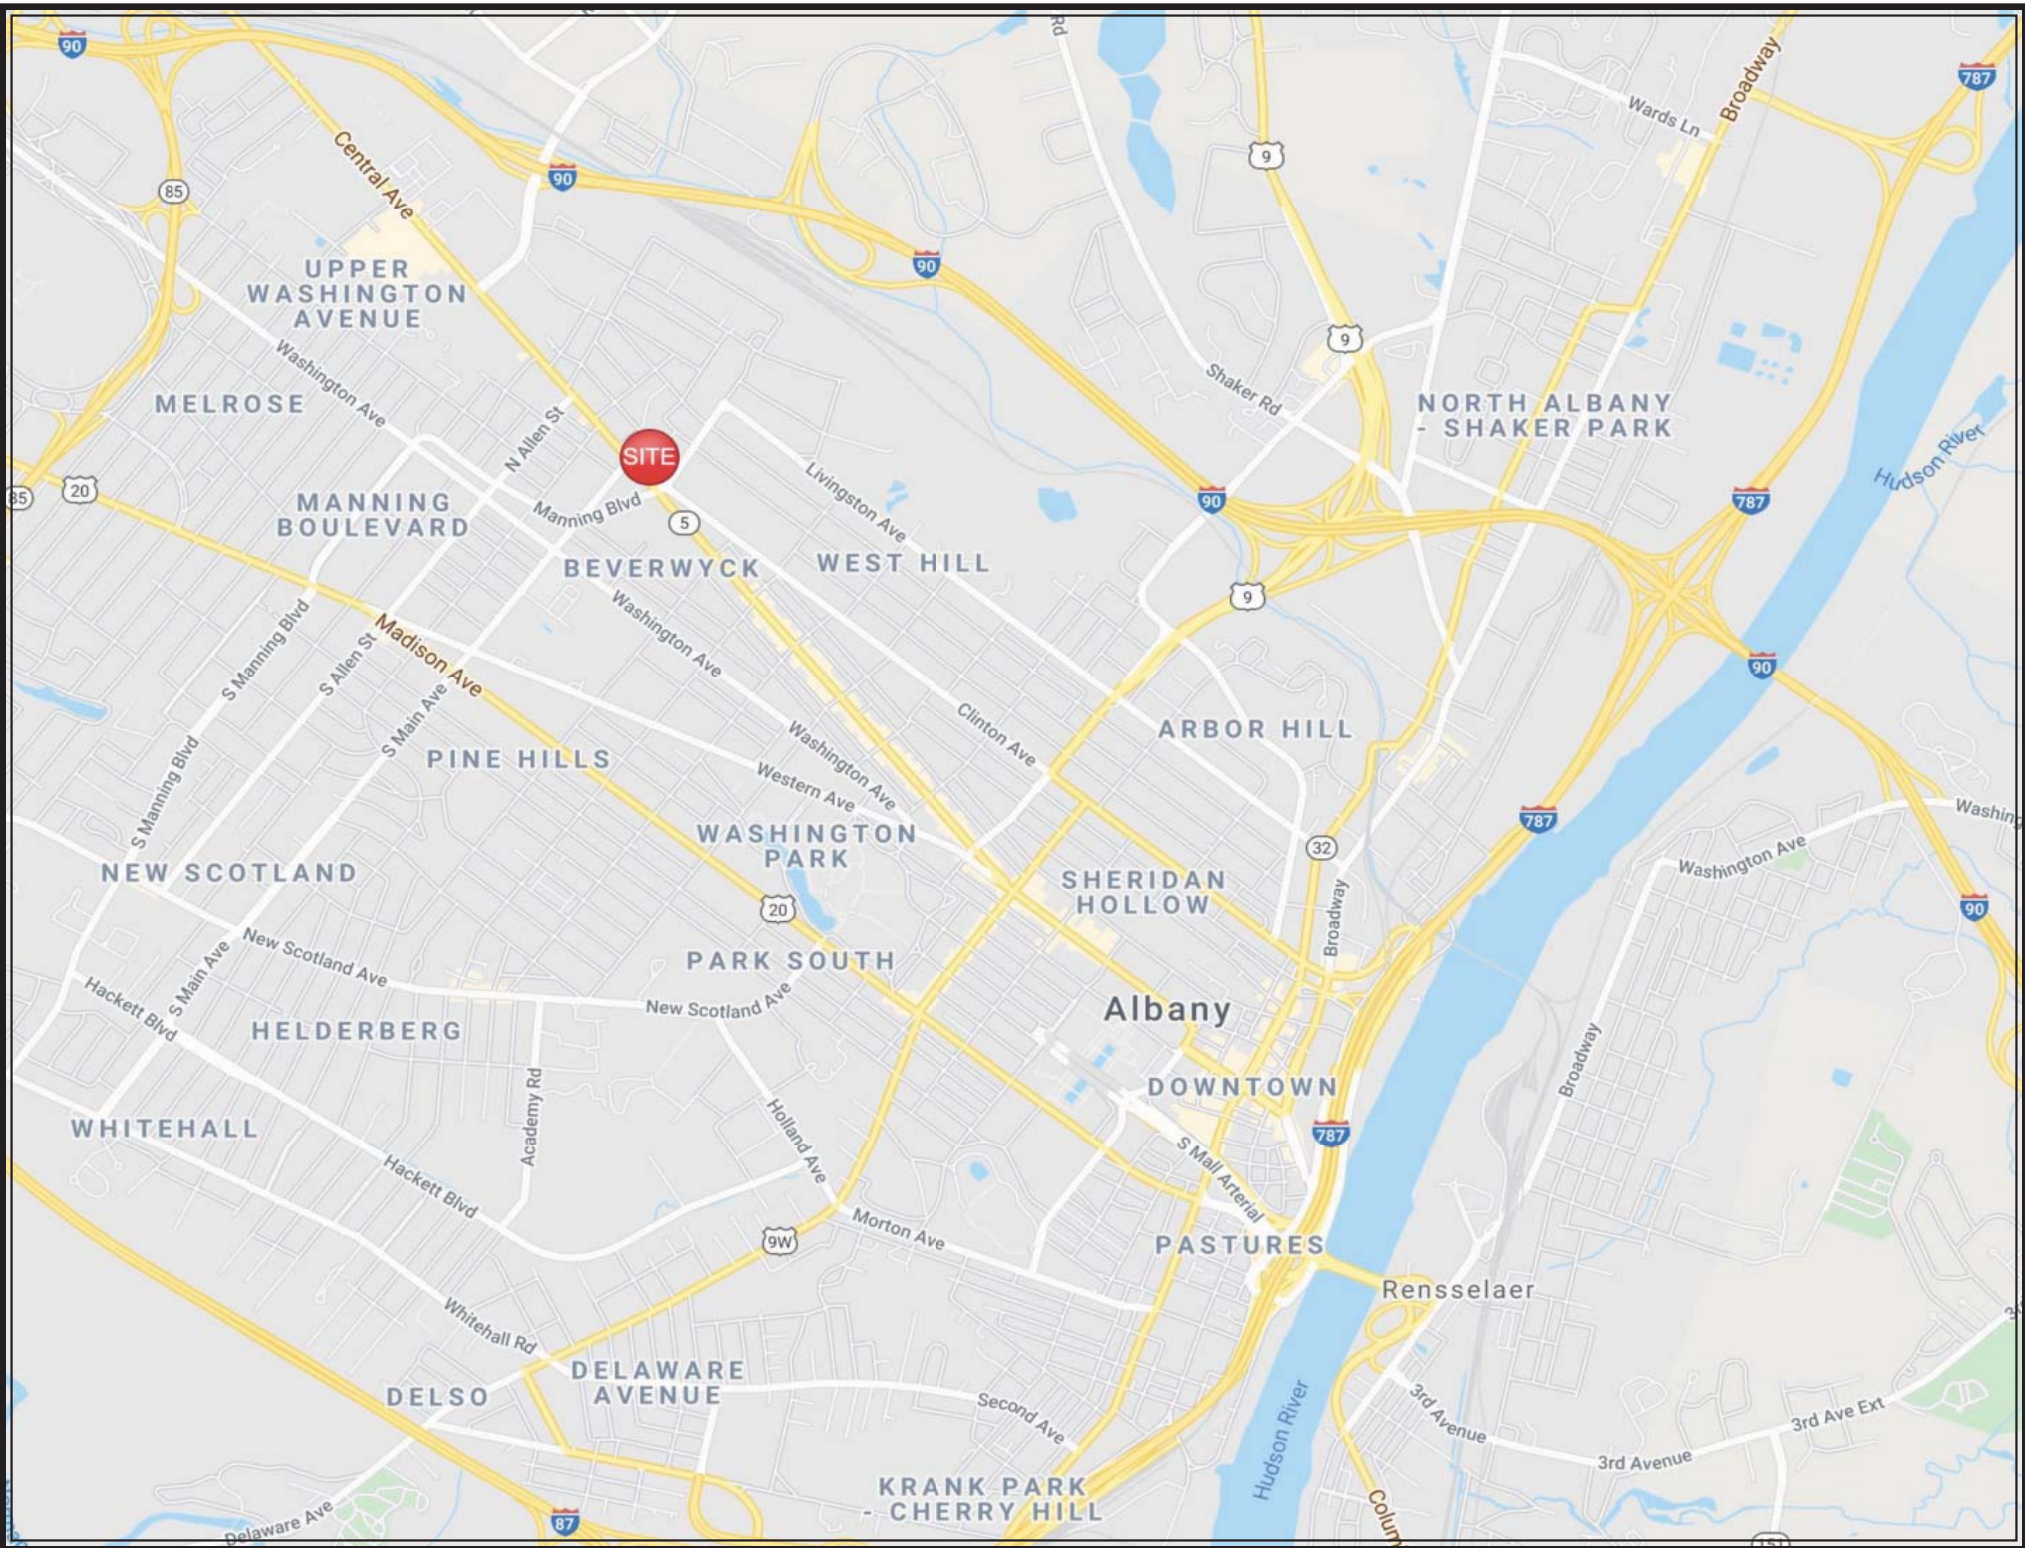 90
Broadway
787
Wards Ln
Rd
Central Ave
9
90
85
90
UPPER
WASHINGTON
AVENUE
9
Washington Ave
Shaker Rd
MELROSE
NORTH ALBANY
- SHAKER PARK
N Allen St
SITE
Hudson River
Livingston Ave
85
20
MANNING
BOULEVARD
Manning Blvd
90
787
5
BEVERWYCK
WEST HILL
9
Washington Ave
S Manning Blvd
Madison Ave
S Allen St
90
S Main Ave
Clinton Ave
ARBOR HILL
PINE HILLS
Washington Ave
Western Ave
S Manning Blvd
787
Washing
WASHINGTON
PARK
32
Washington Ave
NEW SCOTLAND
SHERIDAN
HOLLOW
20
Broadway
90
New Scotland Ave
PARK SOUTH
S Main Ave
New Scotland Ave
Hackett Blvd
Albany
HELDERBERG
Broadway
DOWNTOWN
Academy Rd
WHITEHALL
Holland Ave
787
S Mall Arterial
Hackett Blvd
9W
Morton Ave
PASTURES
Rensselaer
Whitehall Rd
DELAWARE
AVENUE
DELSO
Second Ave
Hudson River
3rd Avenue
3rd Ave Ext
3rd Avenue
KRANK PARK
- CHERRY HILL
Delaware Ave
87
Colum
151